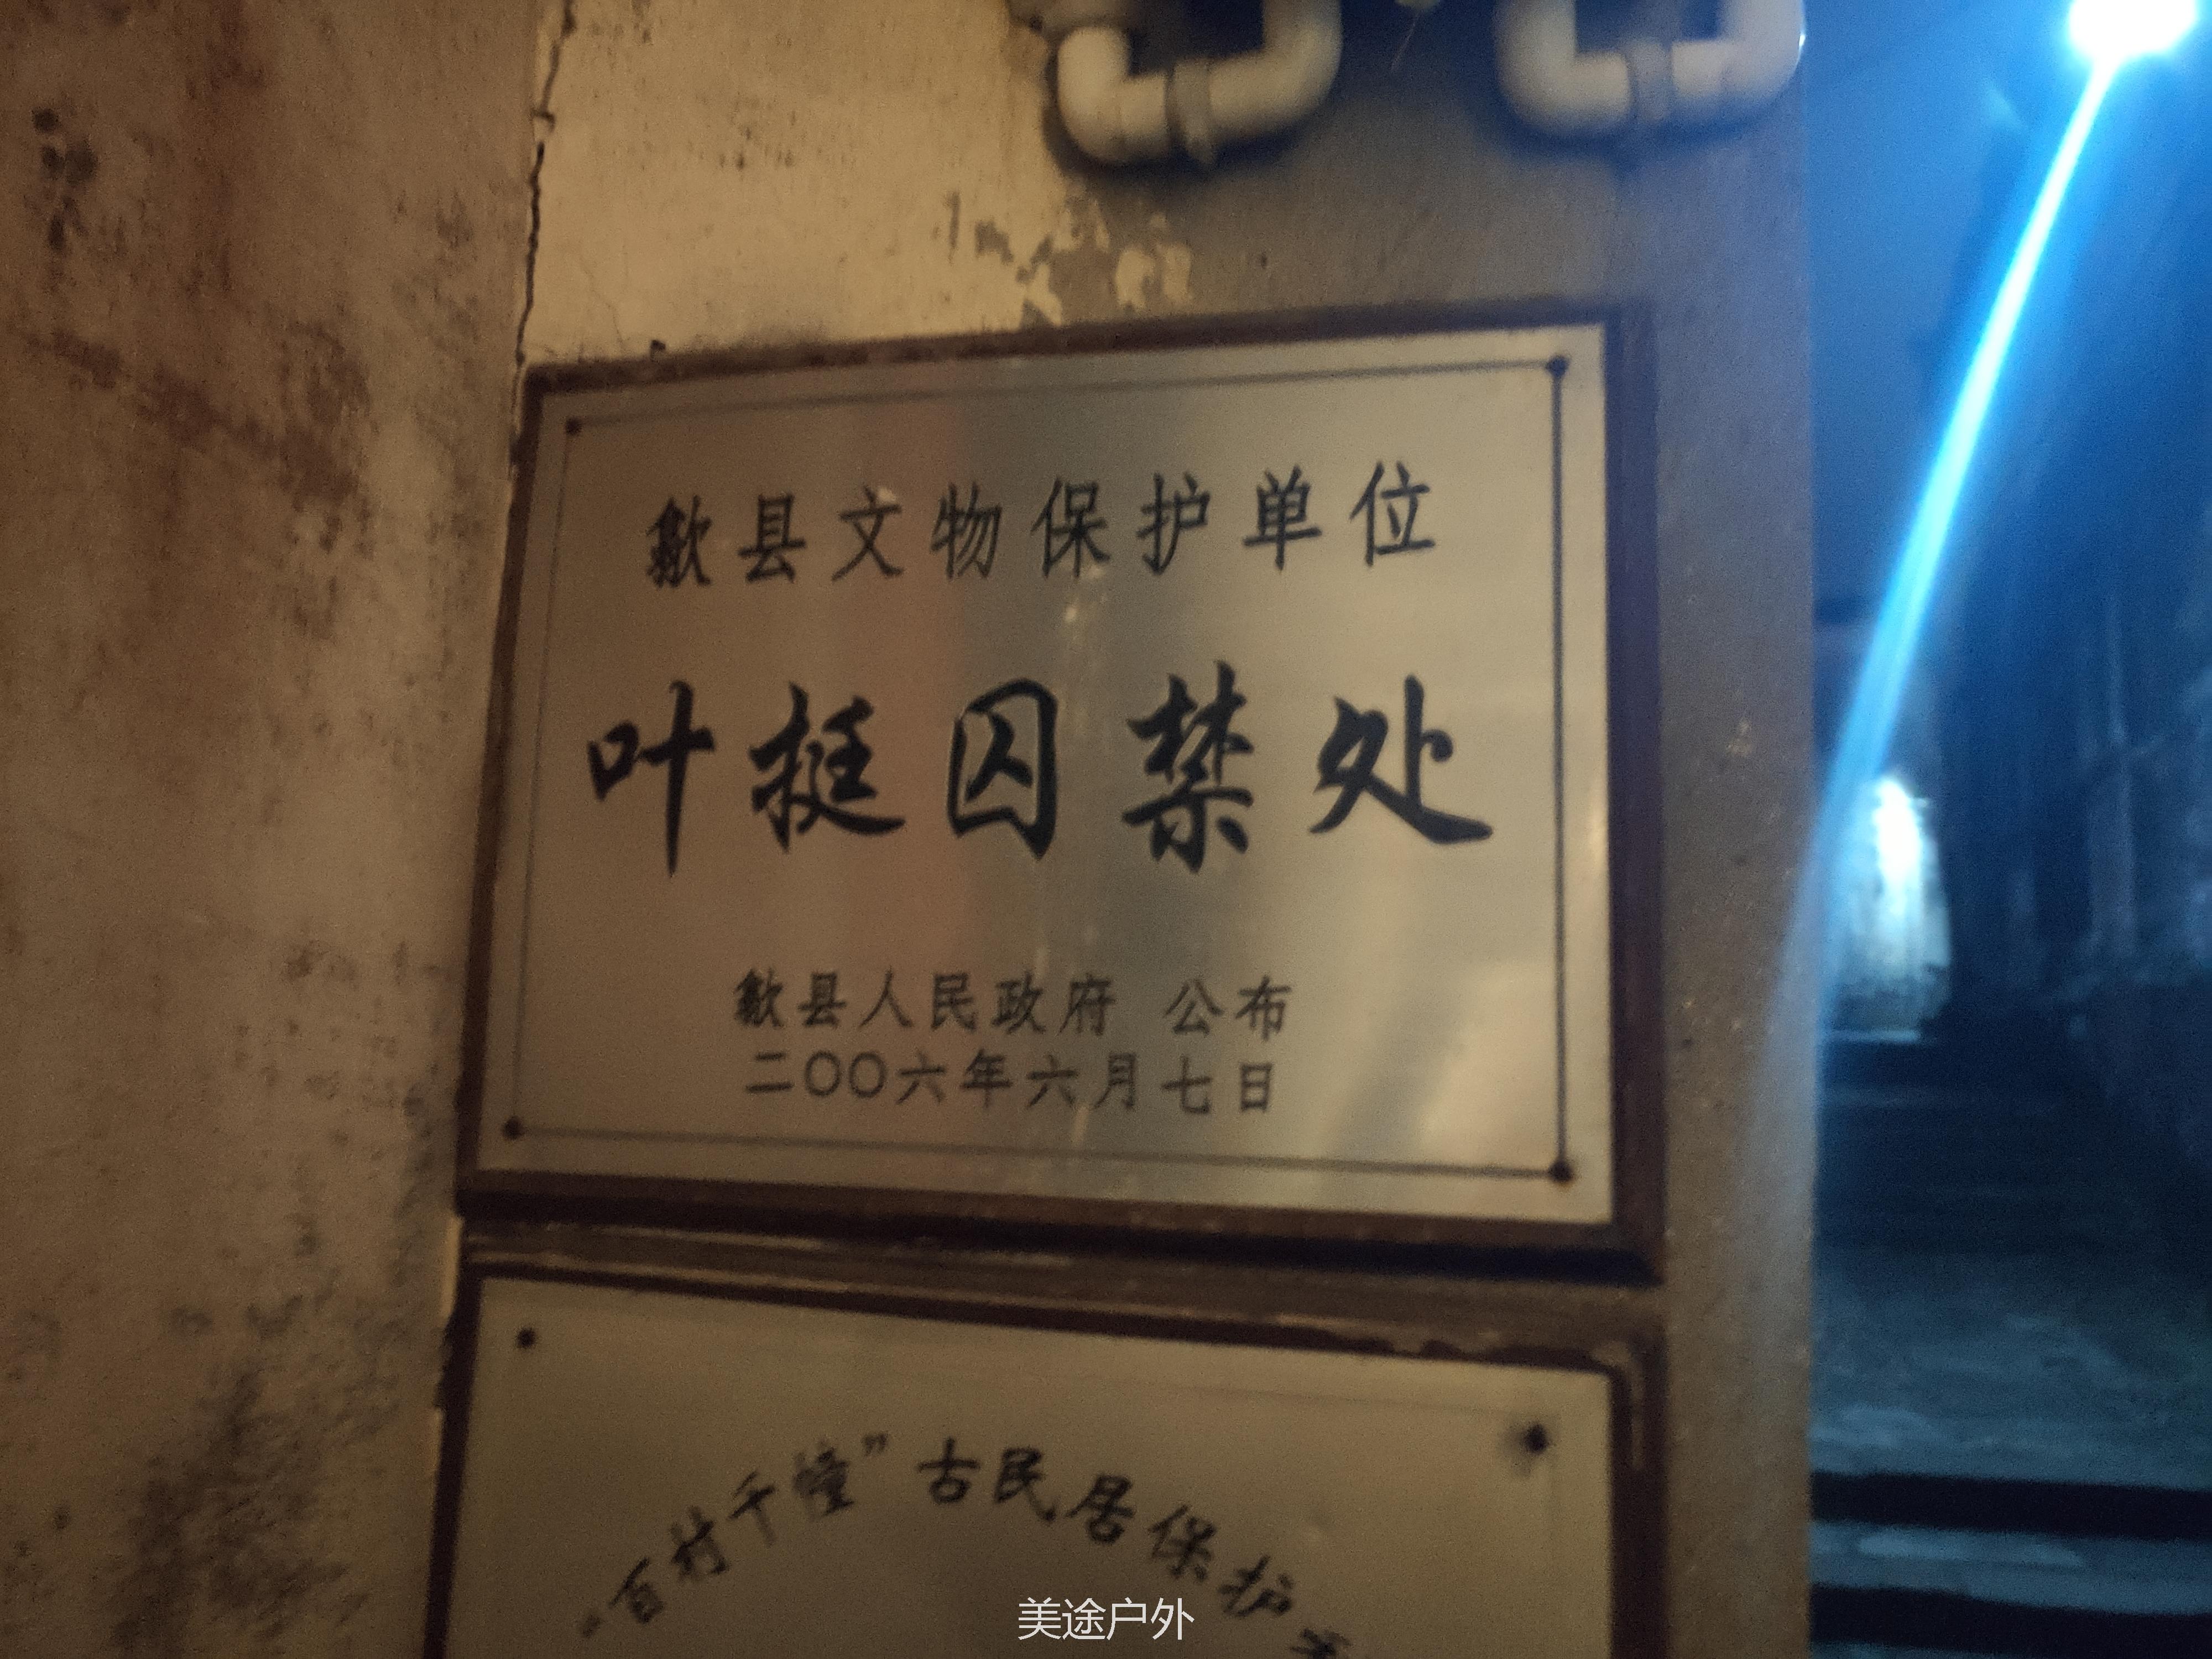 歙县文物保护单位
叶挺囚禁处
歙县人民政府 公布
二〇〇六年六月七日
“百村千幢”古民居保护
美途户外